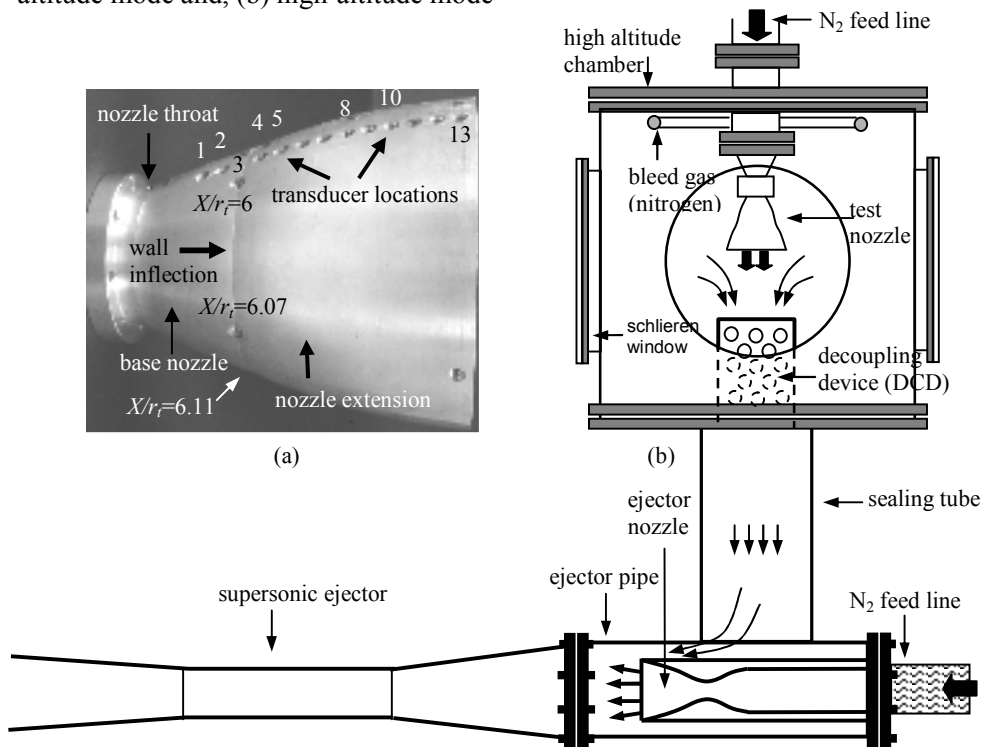 altitude mode and, (b) high altitude mode
N2 feed line
high altitude
chamber
nozzle throat
1
2
3
4
5
8
10
13
transducer locations
X/rt=6
wall
inflection
X/rt=6.07
base nozzle
X/rt=6.11
nozzle extension
(a)
bleed gas
(nitrogen)
test
nozzle
schlieren
window
decoupling
device (DCD)
(b)
ejector
nozzle
sealing tube
ejector pipe
supersonic ejector
N2 feed line